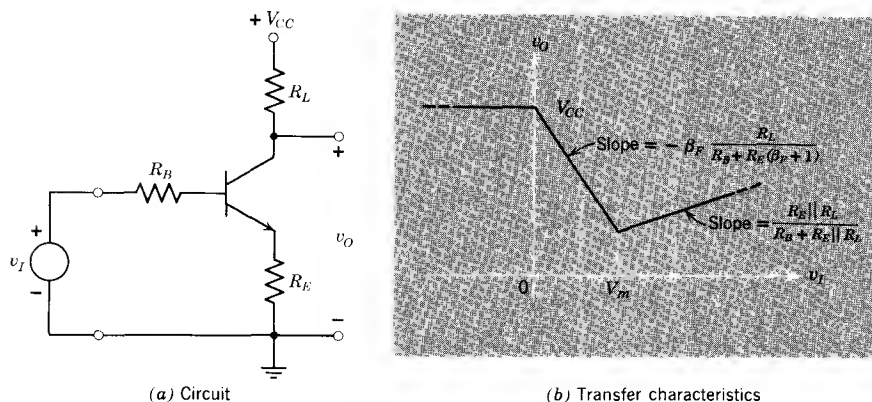 + V_CC
R_L
+
R_B
+
v_I
−
v_O
R_E
−
(a) Circuit
v_O
V_CC
Slope = − β_F R_L / (R_B + R_E(β_F + 1))
Slope = R_E||R_L / (R_B + R_E||R_L)
0
V_m
v_I
(b) Transfer characteristics